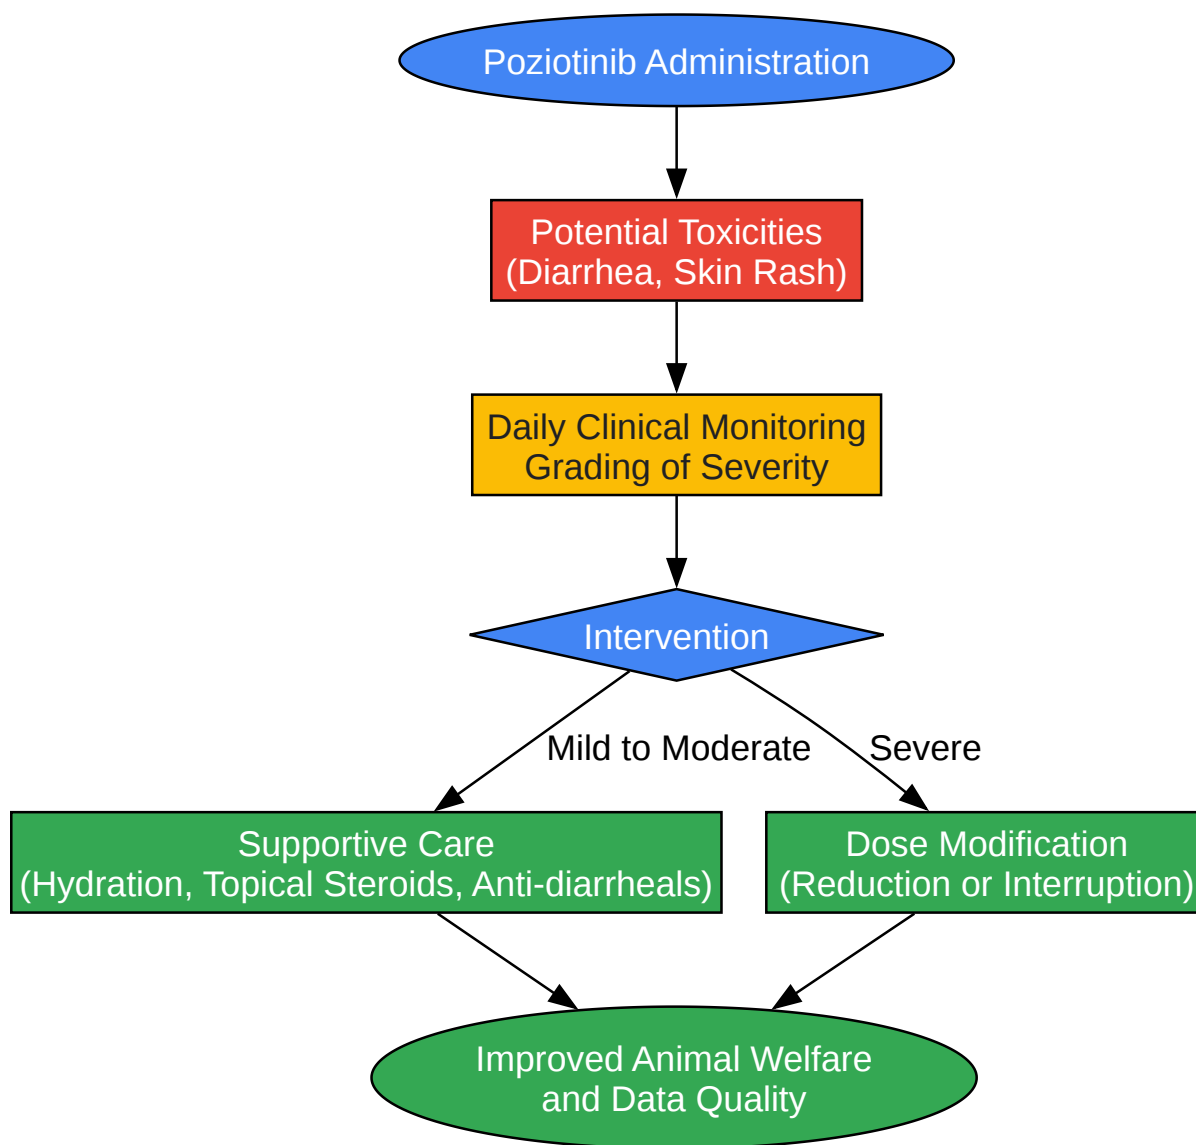 Poziotinib Administration
Potential Toxicities
(Diarrhea, Skin Rash)
Daily Clinical Monitoring
Grading of Severity
Intervention
Mild to Moderate
Severe
Supportive Care
(Hydration, Topical Steroids, Anti-diarrheals)
Dose Modification
(Reduction or Interruption)
Improved Animal Welfare
and Data Quality